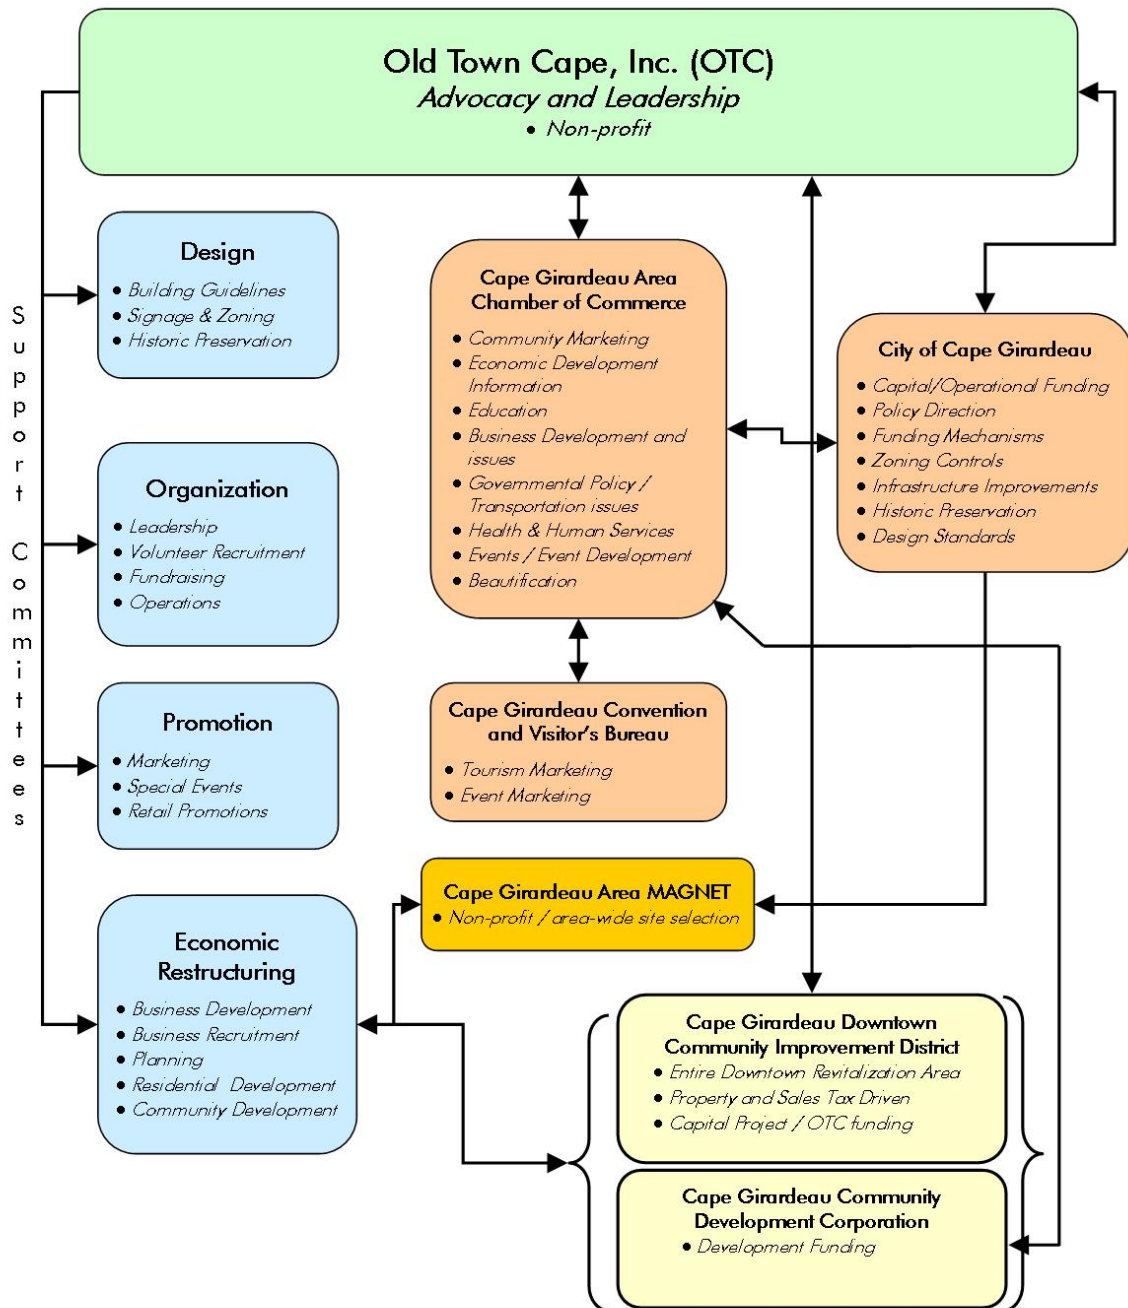 Old Town Cape, Inc. (OTC)
Advocacy and Leadership
• Non-profit
Support Committees
Design
• Building Guidelines
• Signage & Zoning
• Historic Preservation
Organization
• Leadership
• Volunteer Recruitment
• Fundraising
• Operations
Promotion
• Marketing
• Special Events
• Retail Promotions
Economic
Restructuring
• Business Development
• Business Recruitment
• Planning
• Residential Development
• Community Development
Cape Girardeau Area
Chamber of Commerce
• Community Marketing
• Economic Development
Information
• Education
• Business Development and
issues
• Governmental Policy /
Transportation issues
• Health & Human Services
• Events / Event Development
• Beautification
City of Cape Girardeau
• Capital/Operational Funding
• Policy Direction
• Funding Mechanisms
• Zoning Controls
• Infrastructure Improvements
• Historic Preservation
• Design Standards
Cape Girardeau Convention
and Visitor's Bureau
• Tourism Marketing
• Event Marketing
Cape Girardeau Area MAGNET
• Non-profit / area-wide site selection
Cape Girardeau Downtown
Community Improvement District
• Entire Downtown Revitalization Area
• Property and Sales Tax Driven
• Capital Project / OTC funding
Cape Girardeau Community
Development Corporation
• Development Funding